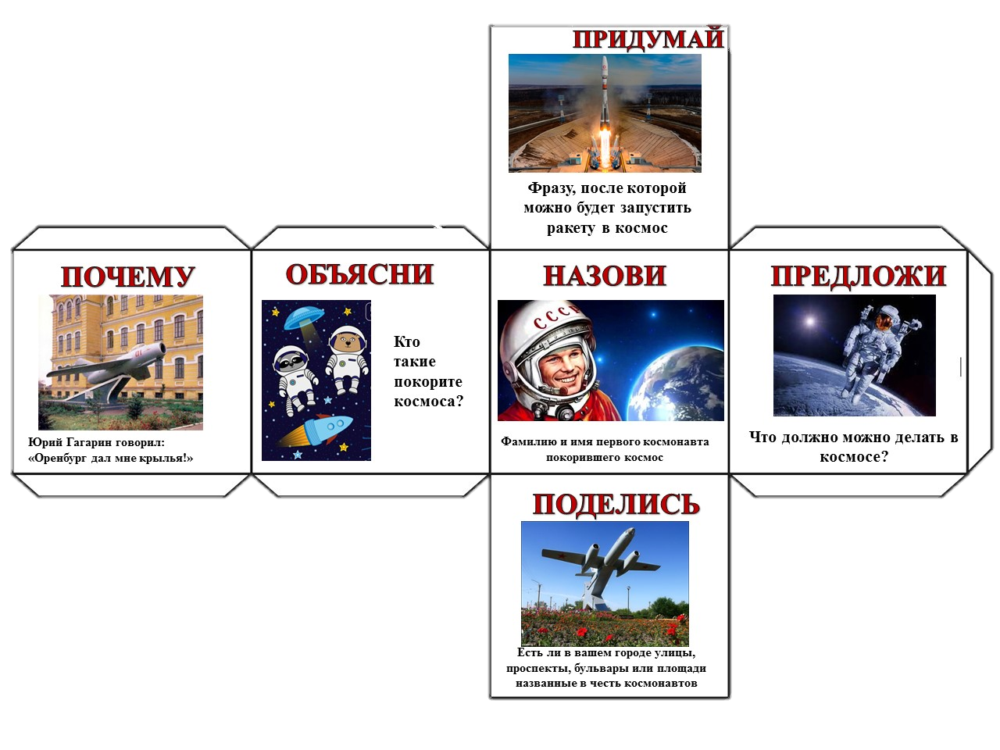 ПРИДУМАЙ
Фразу, после которой
можно будет запустить
ракету в космос
ПОЧЕМУ
01
Юрий Гагарин говорил:
«Оренбург дал мне крылья!»
ОБЪЯСНИ
Кто
такие
покорите
космоса?
НАЗОВИ
СССР
Фамилию и имя первого космонавта
покорившего космос
ПРЕДЛОЖИ
Что должно можно делать в
космосе?
ПОДЕЛИСЬ
Есть ли в вашем городе улицы,
проспекты, бульвары или площади
названные в честь космонавтов